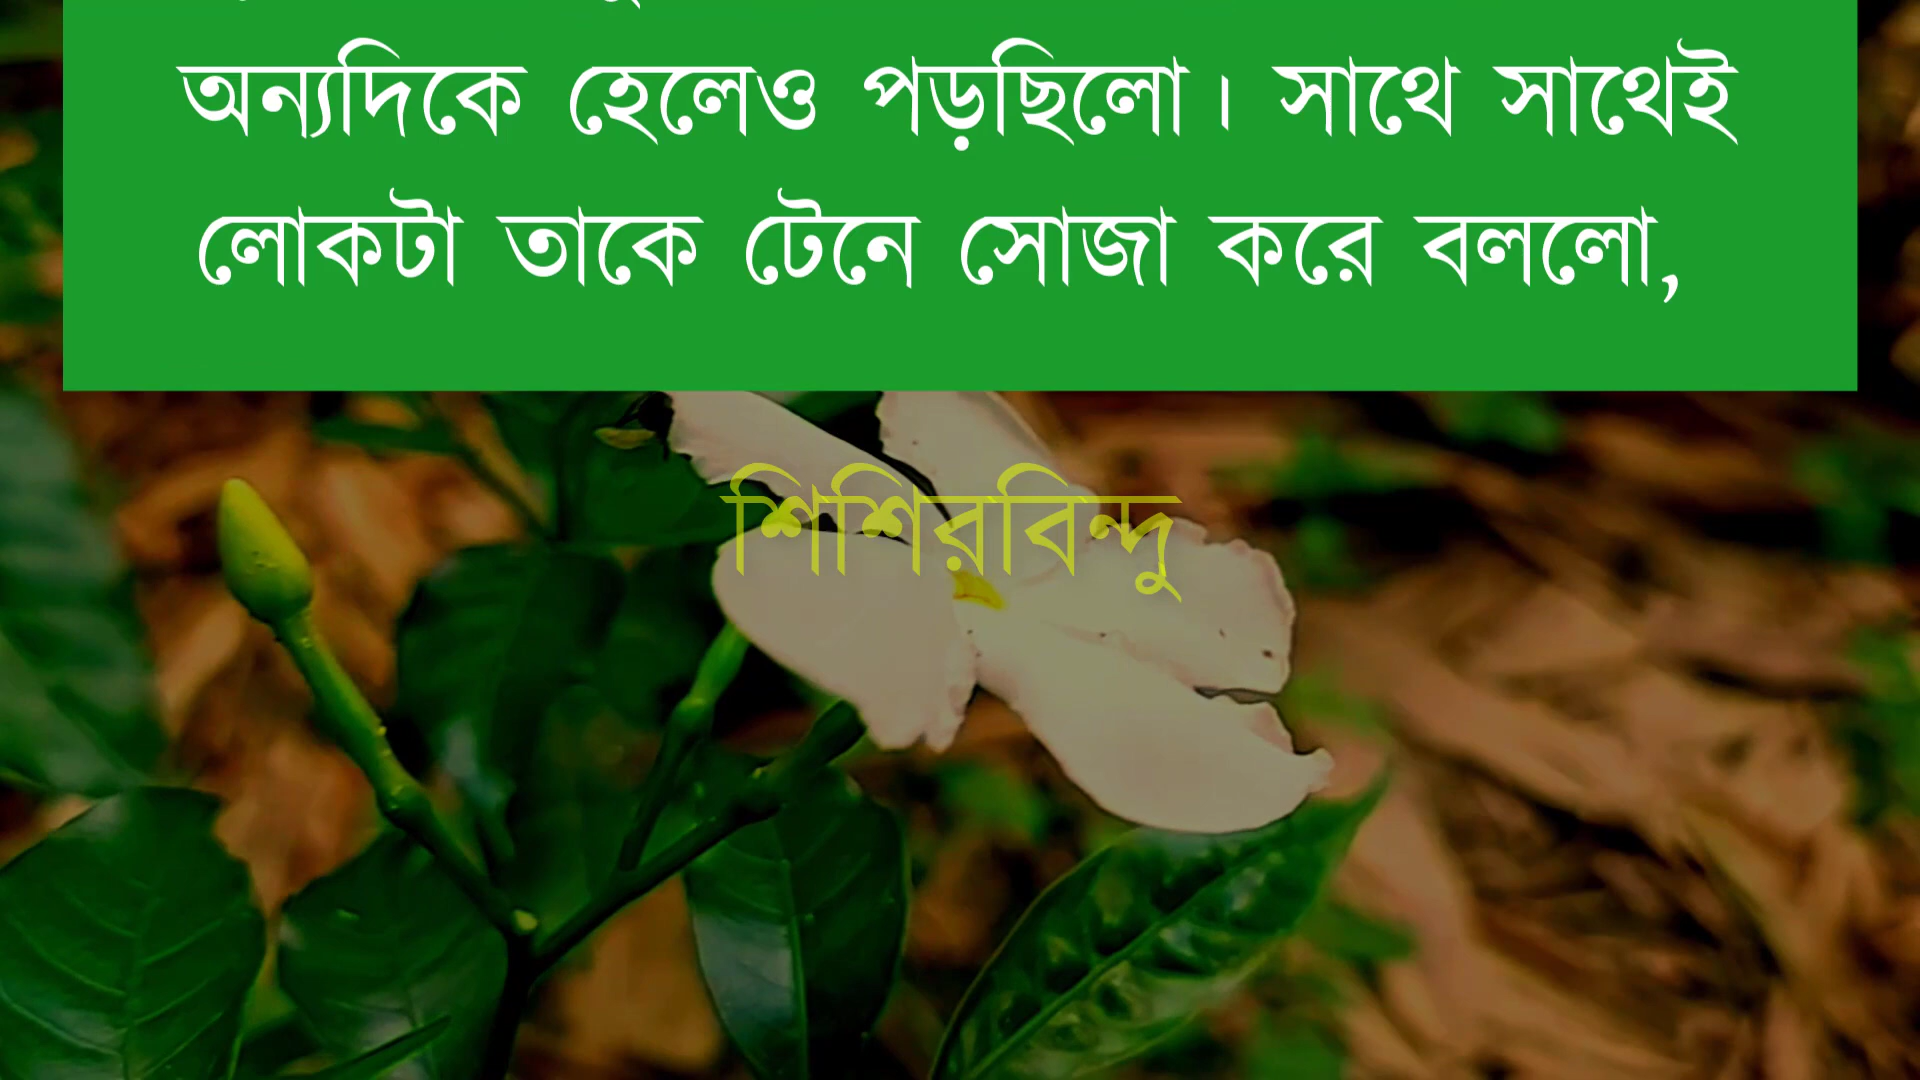 অন্যদিকে হেলেও পড়ছিলো। সাথে সাথেই
লোকটা তাকে টেনে সোজা করে বললো,
শিশিরবিন্দু